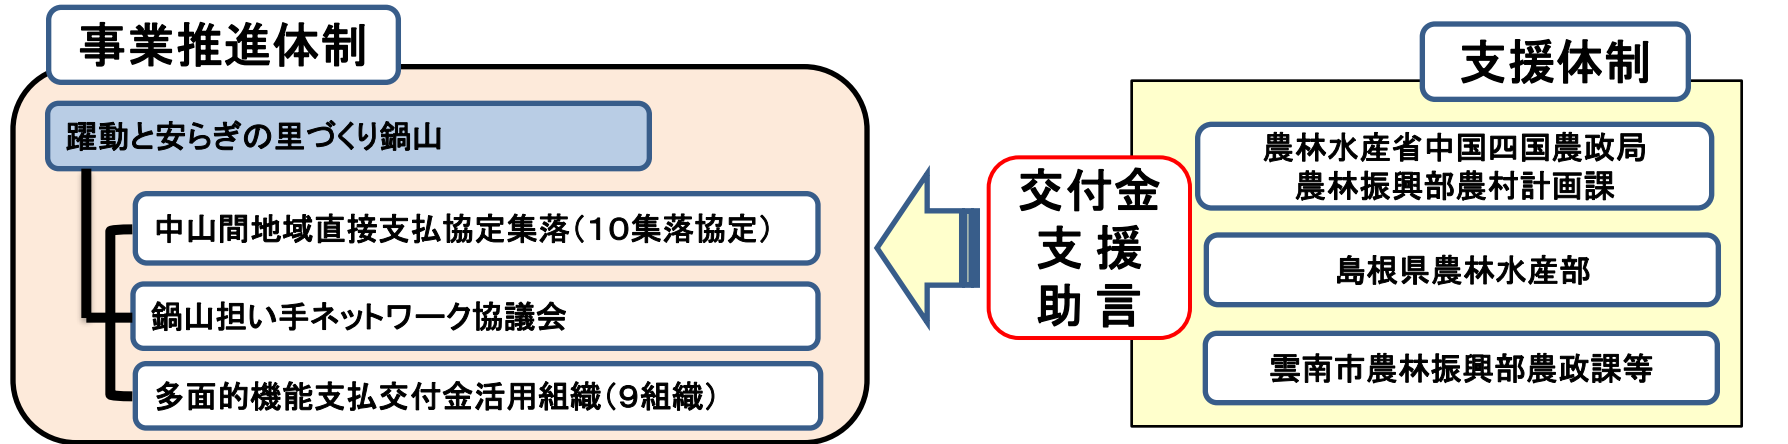 事業推進体制
躍動と安らぎの里づくり鍋山
中山間地域直接支払協定集落（１０集落協定）
鍋山担い手ネットワーク協議会
多面的機能支払交付金活用組織（９組織）
交付金
支 援
助 言
支援体制
農林水産省中国四国農政局
農林振興部農村計画課
島根県農林水産部
雲南市農林振興部農政課等